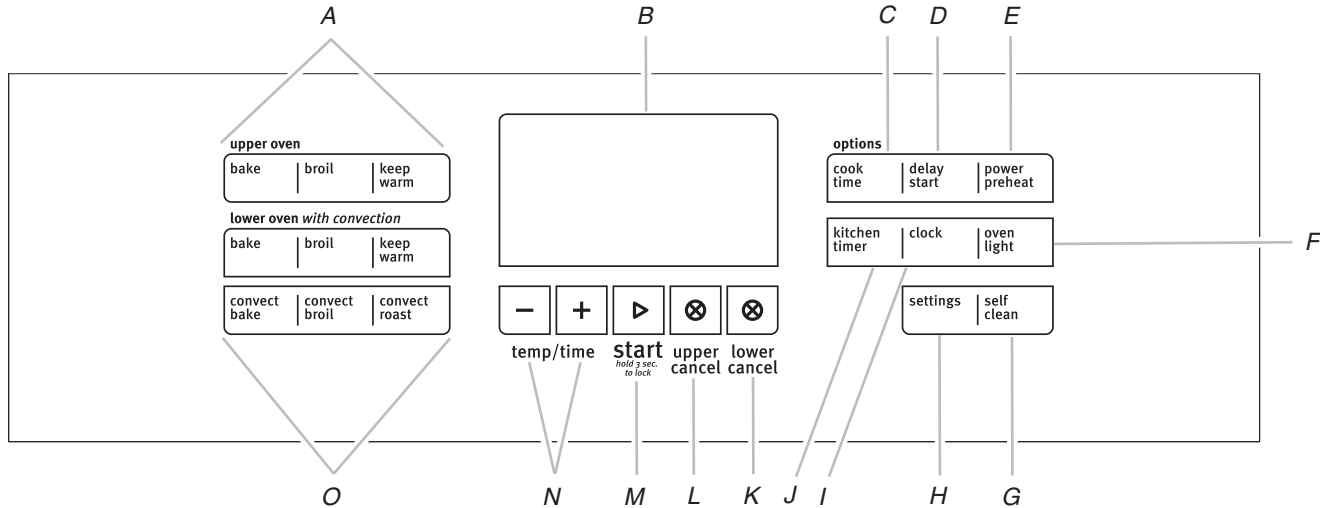 A B C D E
upper oven
bake broil keep warm
lower oven with convection
bake broil keep warm
convect bake convect broil convect roast
− +
temp/time
start
hold 3 sec.
to lock
upper
cancel
lower
cancel
options
cook time delay start power preheat
kitchen timer clock oven light
F
settings self clean
O N M L K J I H G